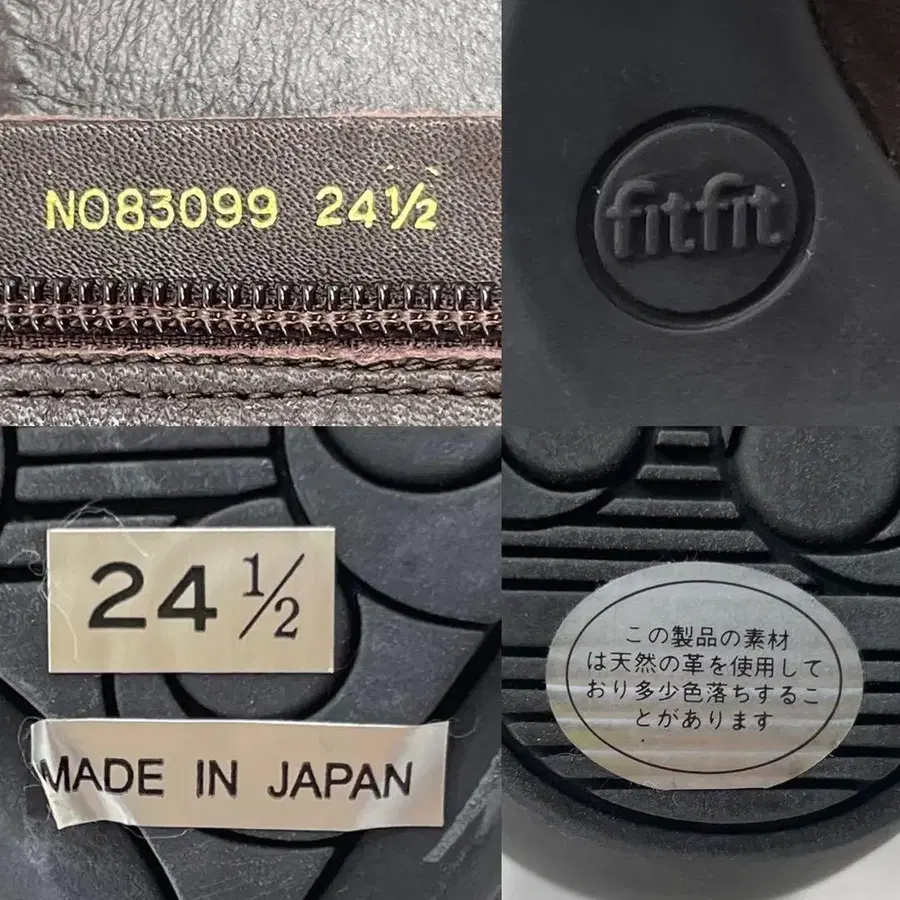 NO83099 24½
fitfit
24 ½
MADE IN JAPAN
この製品の素材
は天然の革を使用して
おり多少色落ちするこ
とがあります